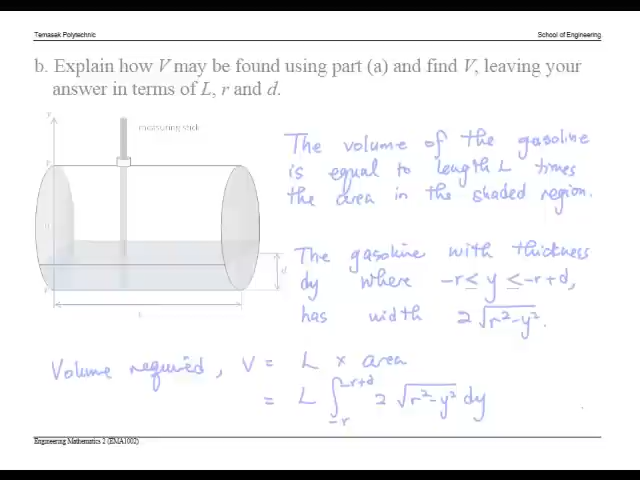 Temasek Polytechnic
School of Engineering
b. Explain how V may be found using part (a) and find V, leaving your
answer in terms of L, r and d.
y
measuring stick
d
L
The volume of the gasoline
is equal to length L times
the area in the shaded region.
The gasoline with thickness
dy where -r ≤ y ≤ -r+d,
has width 2√(r²-y²).
Volume required, V = L × area
= L ∫_{-r}^{-r+d} 2 √(r²-y²) dy
Engineering Mathematics 2 (EMA1002)